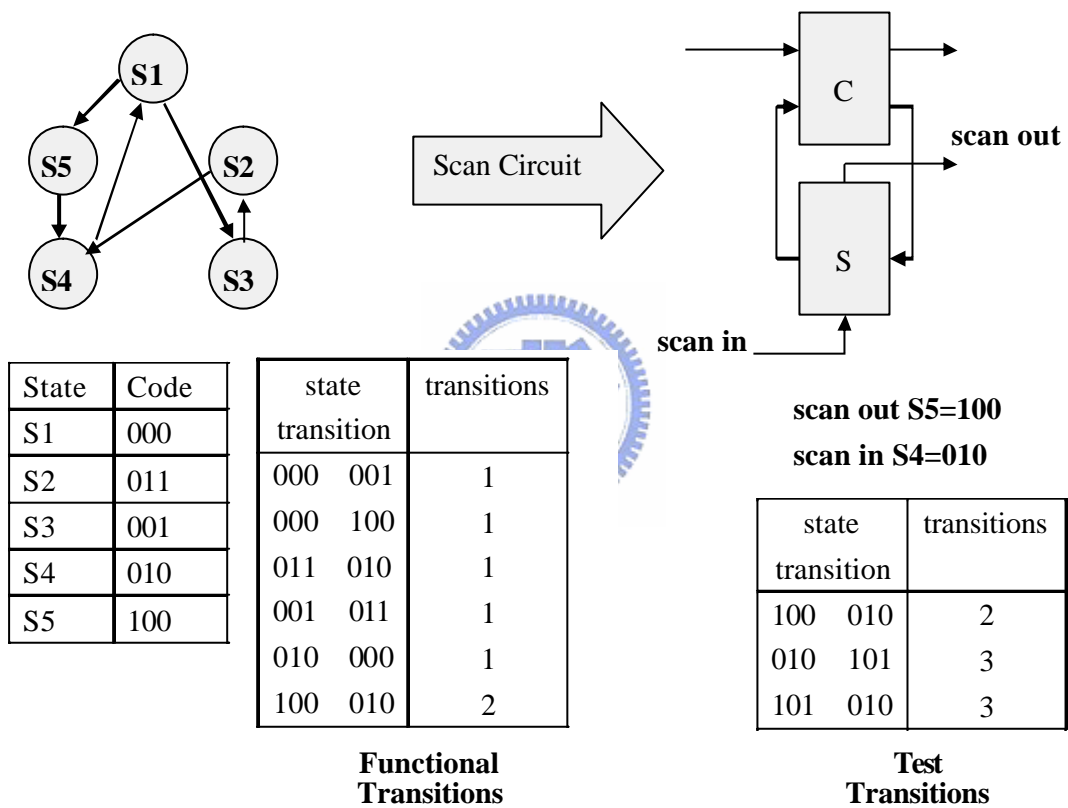 S1
S5
S2
S4
S3
Scan Circuit
C
scan out
S
scan in
State Code
S1 000
S2 011
S3 001
S4 010
S5 100
state transition transitions
000 001 1
000 100 1
011 010 1
001 011 1
010 000 1
100 010 2
Functional
Transitions
scan out S5=100
scan in S4=010
state transition transitions
100 010 2
010 101 3
101 010 3
Test
Transitions